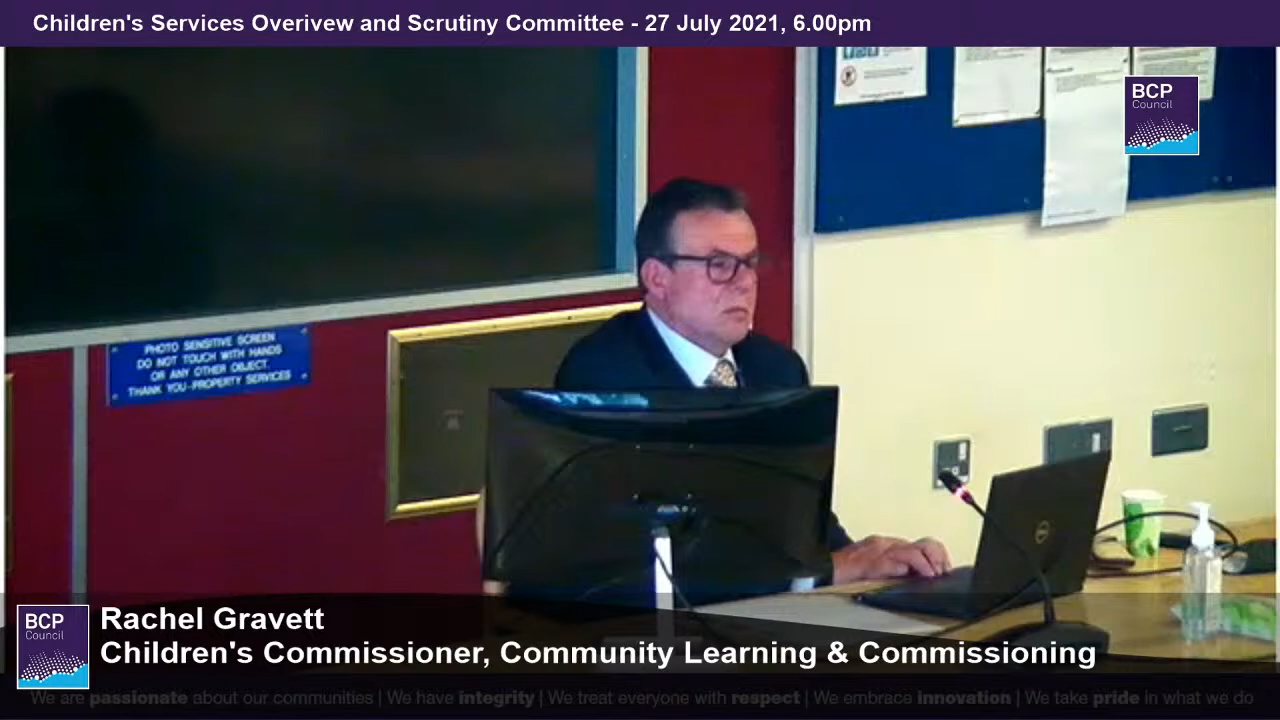 Children's Services Overivew and Scrutiny Committee - 27 July 2021, 6.00pm
BCP
Council
PHOTO SENSITIVE SCREEN
DO NOT TOUCH WITH HANDS
OR ANY OTHER OBJECT.
THANK YOU-PROPERTY SERVICES
BCP
Council
Rachel Gravett
Children's Commissioner, Community Learning & Commissioning
We are passionate about our communities | We have integrity | We treat everyone with respect | We embrace innovation | We take pride in what we do